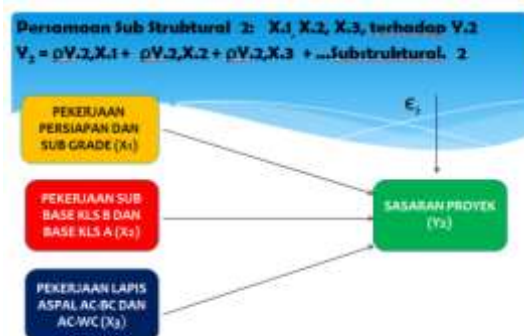 Persamaan Sub Struktural 2: X.1, X.2, X.3, terhadap Y.2
Y₂ = ρY.2,X.1 + ρY.2,X.2 + ρY.2,X.3 + ...Substruktural. 2
Є₂
PEKERJAAN
PERSIAPAN DAN
SUB GRADE (X1)
PEKERJAAN SUB
BASE KLS B DAN
BASE KLS A (X2)
SASARAN PROYEK
(Y2)
PEKERJAAN LAPIS
ASPAL AC-BC DAN
AC-WC (X3)